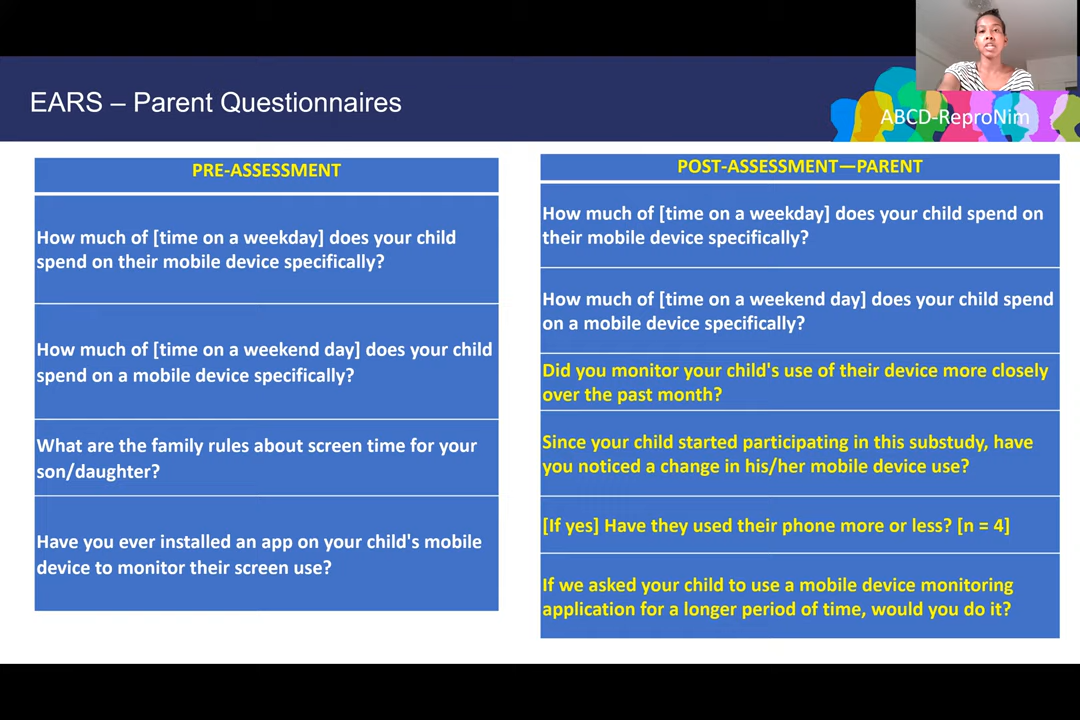 EARS – Parent Questionnaires
ABCD-ReproNim
PRE-ASSESSMENT
How much of [time on a weekday] does your child
spend on their mobile device specifically?
How much of [time on a weekend day] does your child
spend on a mobile device specifically?
What are the family rules about screen time for your
son/daughter?
Have you ever installed an app on your child's mobile
device to monitor their screen use?
POST-ASSESSMENT—PARENT
How much of [time on a weekday] does your child spend on
their mobile device specifically?
How much of [time on a weekend day] does your child spend
on a mobile device specifically?
Did you monitor your child's use of their device more closely
over the past month?
Since your child started participating in this substudy, have
you noticed a change in his/her mobile device use?
[If yes] Have they used their phone more or less? [n = 4]
If we asked your child to use a mobile device monitoring
application for a longer period of time, would you do it?